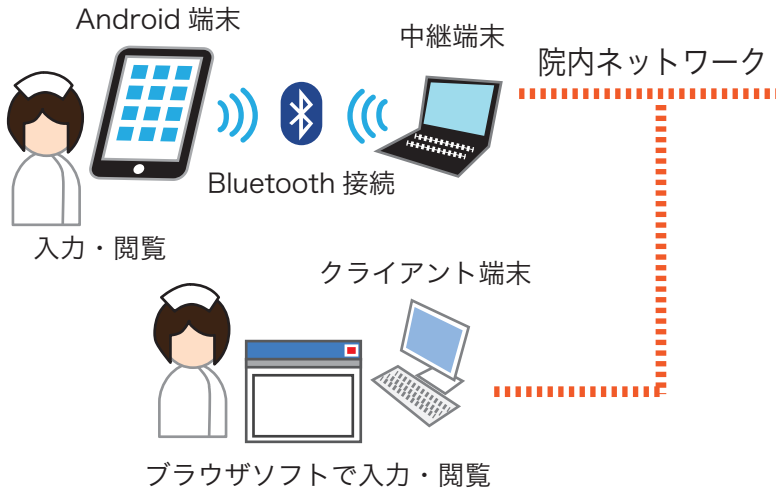 Android 端末
中継端末
院内ネットワーク
Bluetooth 接続
入力・閲覧
クライアント端末
ブラウザソフトで入力・閲覧